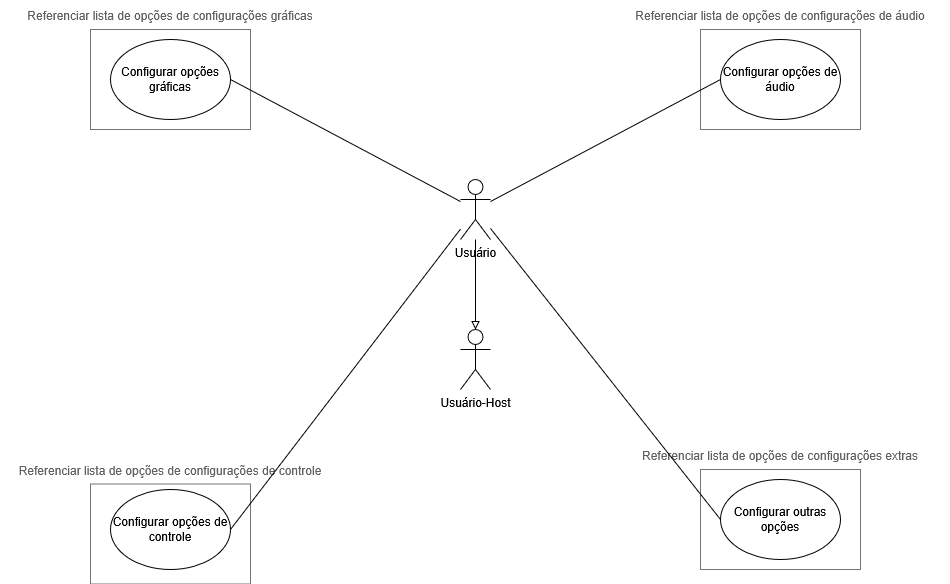 Referenciar lista de opções de configurações gráficas
Configurar opções
gráficas
Referenciar lista de opções de configurações de áudio
Configurar opções de
áudio
Usuário
Usuário-Host
Referenciar lista de opções de configurações de controle
Configurar opções de
controle
Referenciar lista de opções de configurações extras
Configurar outras
opções